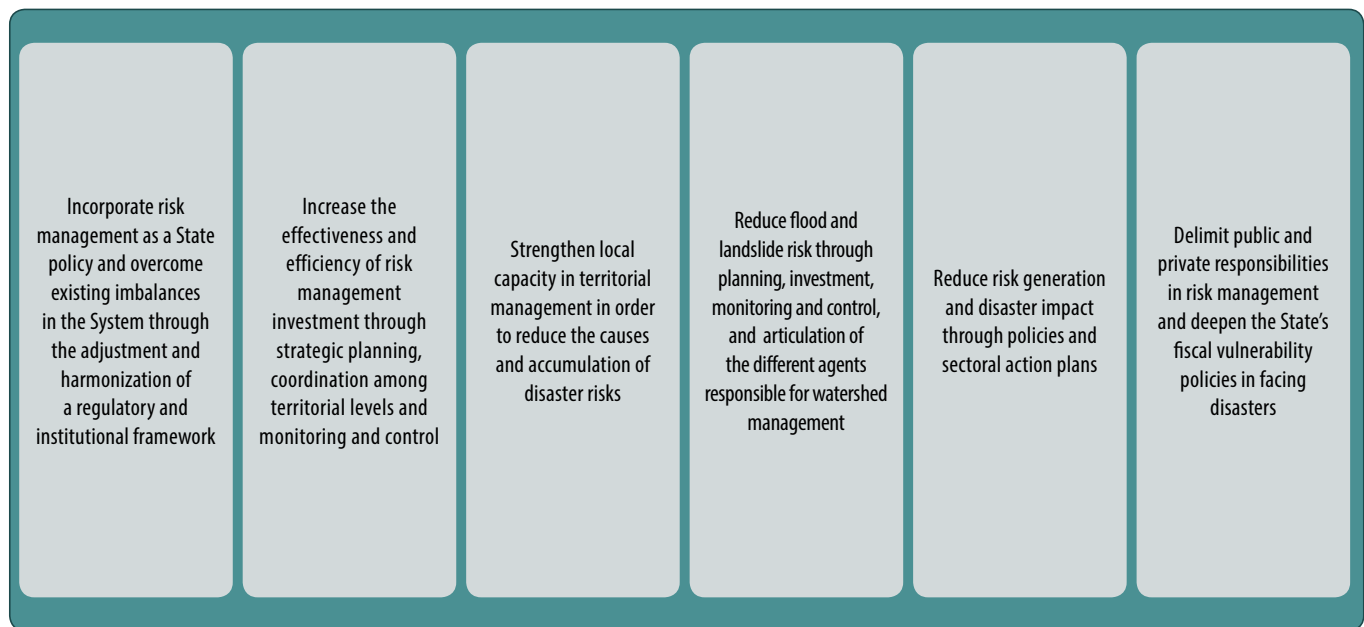 Incorporate risk
management as a State
policy and overcome
existing imbalances
in the System through
the adjustment and
harmonization of
a regulatory and
institutional framework
Increase the
effectiveness and
efficiency of risk
management
investment through
strategic planning,
coordination among
territorial levels and
monitoring and control
Strengthen local
capacity in territorial
management in order
to reduce the causes
and accumulation of
disaster risks
Reduce flood and
landslide risk through
planning, investment,
monitoring and control,
and articulation of
the different agents
responsible for watershed
management
Reduce risk generation
and disaster impact
through policies and
sectoral action plans
Delimit public and
private responsibilities
in risk management
and deepen the State's
fiscal vulnerability
policies in facing
disasters